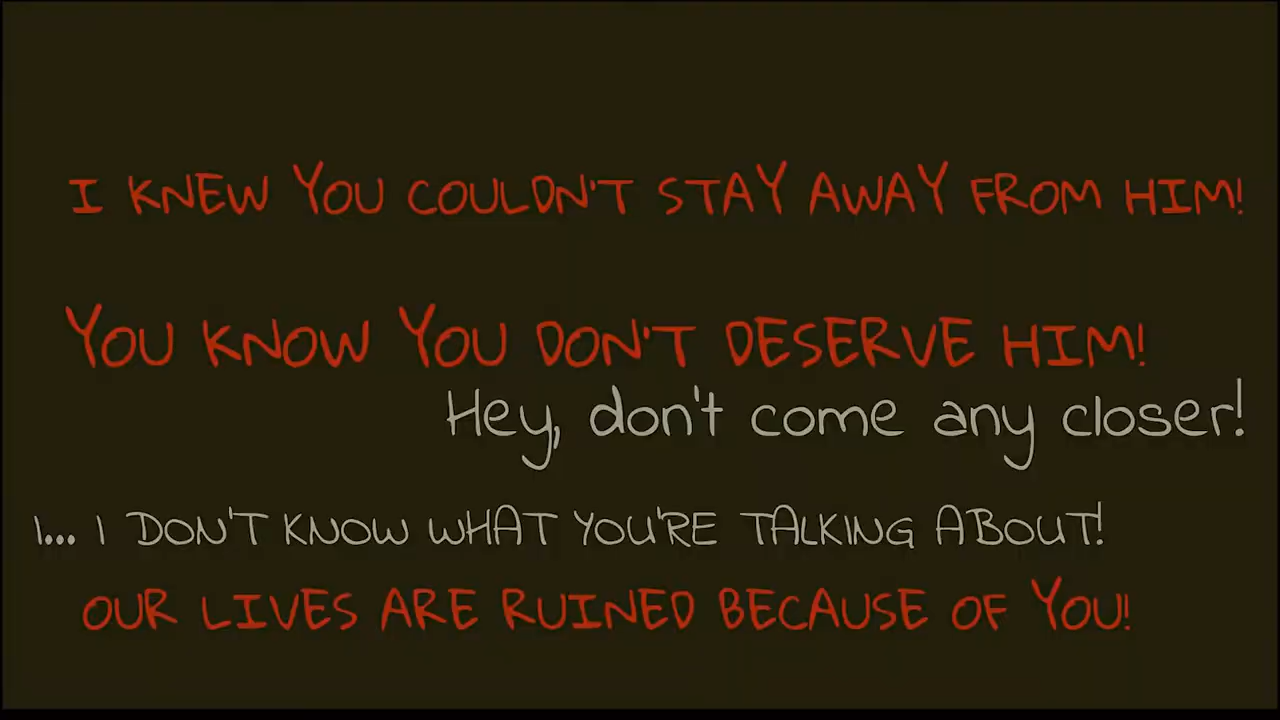 I KNEW YOU COULDN'T STAY AWAY FROM HIM!
YOU KNOW YOU DON'T DESERVE HIM!
Hey, don't come any closer!
I... I DON'T KNOW WHAT YOU'RE TALKING ABOUT!
OUR LIVES ARE RUINED BECAUSE OF YOU!